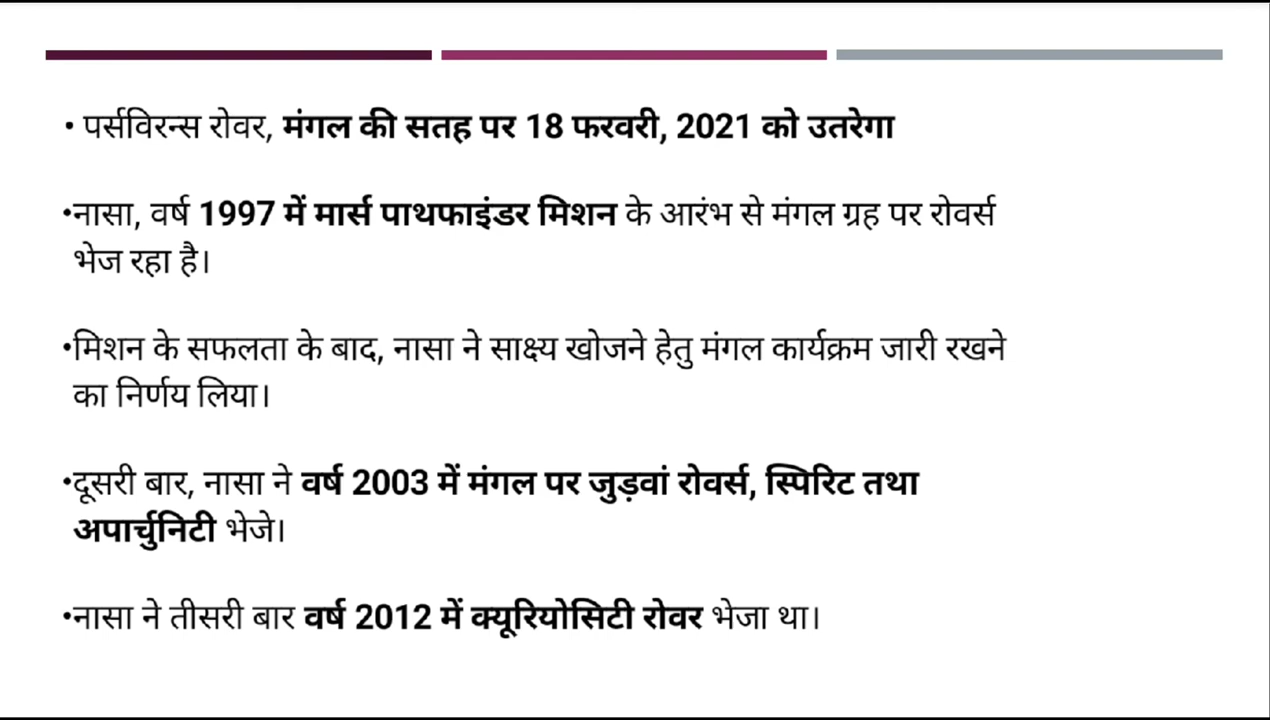 • पर्सविरन्स रोवर, मंगल की सतह पर 18 फरवरी, 2021 को उतरेगा
•नासा, वर्ष 1997 में मार्स पाथफाइंडर मिशन के आरंभ से मंगल ग्रह पर रोवर्स
भेज रहा है।
•मिशन के सफलता के बाद, नासा ने साक्ष्य खोजने हेतु मंगल कार्यक्रम जारी रखने
का निर्णय लिया।
•दूसरी बार, नासा ने वर्ष 2003 में मंगल पर जुड़वां रोवर्स, स्पिरिट तथा
अपार्चुनिटी भेजे।
•नासा ने तीसरी बार वर्ष 2012 में क्यूरियोसिटी रोवर भेजा था।